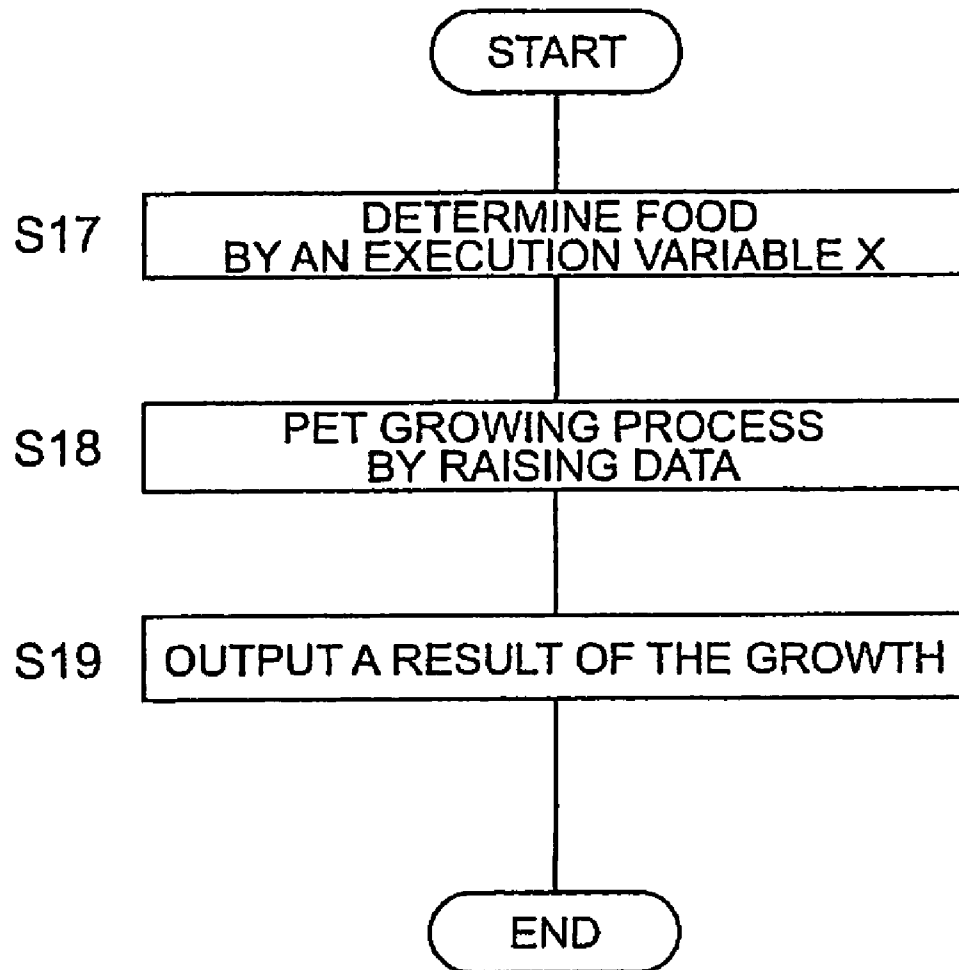 START
S17
DETERMINE FOOD
BY AN EXECUTION VARIABLE X
S18
PET GROWING PROCESS
BY RAISING DATA
S19
OUTPUT A RESULT OF THE GROWTH
END